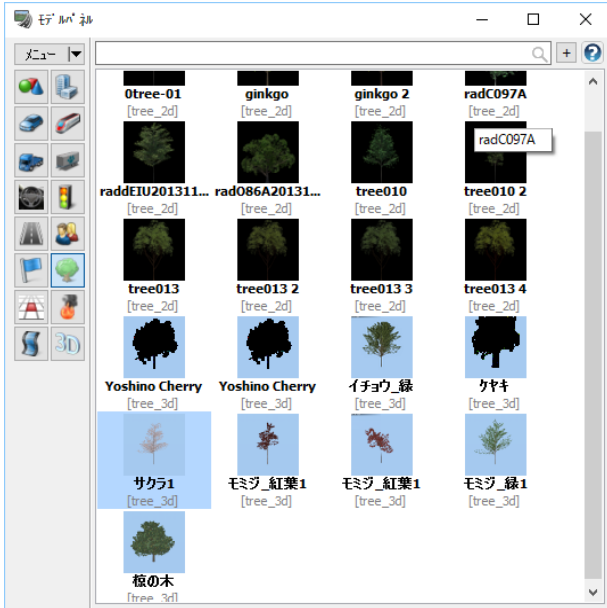 モデルパネル
メニュー
+
?
0tree-01
ginkgo
ginkgo 2
radC097A
[tree_2d]
[tree_2d]
[tree_2d]
[tree_2d]
radC097A
raddEIU201311...
rad086A20131...
tree010
tree010 2
[tree_2d]
[tree_2d]
[tree_2d]
[tree_2d]
tree013
tree013 2
tree013 3
tree013 4
[tree_2d]
[tree_2d]
[tree_2d]
[tree_2d]
Yoshino Cherry
Yoshino Cherry
イチョウ_緑
ケヤキ
[tree_3d]
[tree_3d]
[tree_3d]
[tree_3d]
サクラ1
モミジ_紅葉1
モミジ_紅葉1
モミジ_緑1
[tree_3d]
[tree_3d]
[tree_3d]
[tree_3d]
3D
椋の木
[tree_3d]